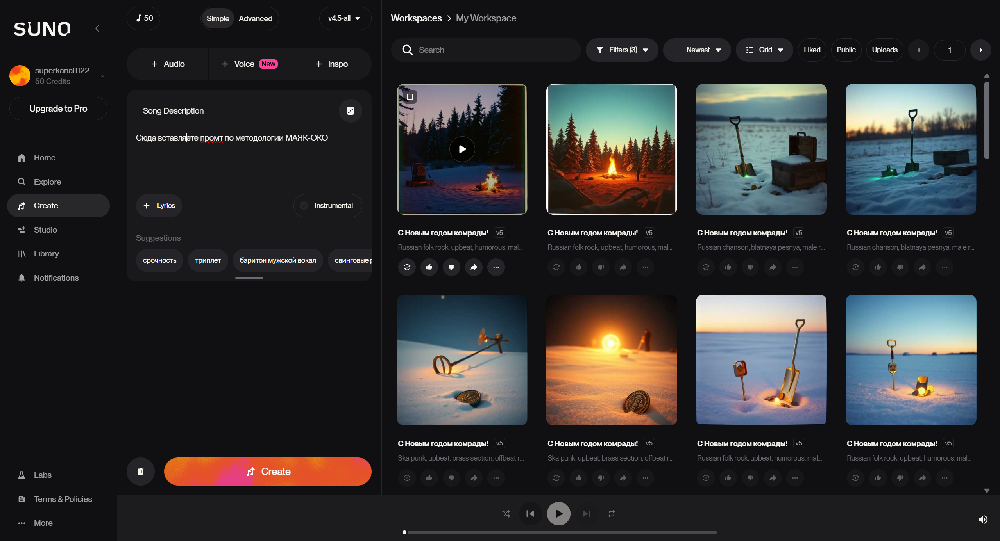 SUNO
superkanal1122
50 Credits
Upgrade to Pro
Home
Explore
Create
Studio
Library
Notifications
Labs
Terms & Policies
More
50
Simple
Advanced
v4.5-all
Audio
Voice New
Inspo
Song Description
Сюда вставляете промт по методологии МАЯК-ОКО
Lyrics
Instrumental
Suggestions
срочность
триплет
баритон мужской вокал
свинговые
Create
Workspaces > My Workspace
Search
Filters (3)
Newest
Grid
Liked
Public
Uploads
1
С Новым годом комрады! v5
Russian folk rock, upbeat, humorous, mal...
С Новым годом комрады! v5
Russian folk rock, upbeat, humorous, mal...
С Новым годом комрады! v5
Russian chanson, blatnaya pesnya, male r...
С Новым годом комрады! v5
Russian chanson, blatnaya pesnya, male r...
С Новым годом комрады! v5
Ska punk, upbeat, brass section, offbeat r...
С Новым годом комрады! v5
Ska punk, upbeat, brass section, offbeat r...
С Новым годом комрады! v5
Russian folk rock, upbeat, humorous, mal...
С Новым годом комрады! v5
Russian folk rock, upbeat, humorous, mal...